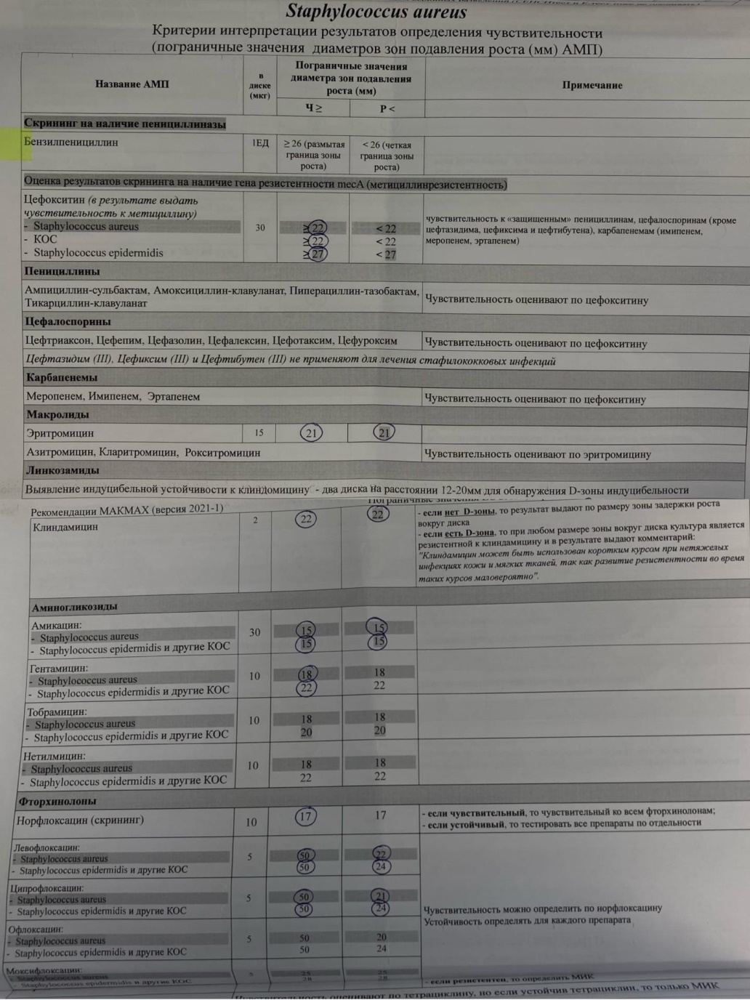 Staphylococcus aureus
Критерии интерпретации результатов определения чувствительности
(пограничные значения диаметров зон подавления роста (мм) АМП)
Название АМП
в диске (мкг)
Пограничные значения диаметра зон подавления роста (мм)
Примечание
Ч ≥
Р <
Скрининг на наличие пенициллиназы
Бензилпенициллин 1ЕД ≥ 26 (размытая граница зоны роста) < 26 (четкая граница зоны роста)
Оценка результатов скрининга на наличие гена резистентности mecA (метициллинрезистентность)
Цефокситин (в результате выдать
чувствительность к метициллину)
- Staphylococcus aureus 30 ≥22 < 22
- КОС ≥22 < 22
- Staphylococcus epidermidis ≥27 < 27
чувствительность к «защищенным» пенициллинам, цефалоспоринам (кроме
цефтазидима, цефиксима и цефтибутена), карбапенемам (имипенем,
меропенем, эртапенем)
Пенициллины
Ампициллин-сульбактам, Амоксициллин-клавуланат, Пиперациллин-тазобактам,
Тикарциллин-клавуланат
Чувствительность оценивают по цефокситину
Цефалоспорины
Цефтриаксон, Цефепим, Цефазолин, Цефалексин, Цефотаксим, Цефуроксим
Чувствительность оценивают по цефокситину
Цефтазидим (III), Цефиксим (III) и Цефтибутен (III) не применяют для лечения стафилококковых инфекций
Карбапенемы
Меропенем, Имипенем, Эртапенем
Чувствительность оценивают по цефокситину
Макролиды
Эритромицин 15 21 21
Азитромицин, Кларитромицин, Рокситромицин
Чувствительность оценивают по эритромицину
Линкозамиды
Выявление индуцибельной устойчивости к клиндомицину - два диска на расстоянии 12-20мм для обнаружения D-зоны индуцибельности
Рекомендации МАКМАХ (версия 2021-1)
Клиндамицин 2 22 22
- если нет D-зоны, то результат выдают по размеру зоны задержки роста
вокруг диска
- если есть D-зона, то при любом размере зоны вокруг диска культура является
резистентной к клиндамицину и в результате выдают комментарий:
"Клиндамицин может быть использован коротким курсом при нетяжелых
инфекциях кожи и мягких тканей, так как развитие резистентности во время
таких курсов маловероятно".
Аминогликозиды
Амикацин:
- Staphylococcus aureus 30 15 15
- Staphylococcus epidermidis и другие КОС 15 15
Гентамицин:
- Staphylococcus aureus 10 18 18
- Staphylococcus epidermidis и другие КОС 22 22
Тобрамицин:
- Staphylococcus aureus 10 18 18
- Staphylococcus epidermidis и другие КОС 20 20
Нетилмицин:
- Staphylococcus aureus 10 18 18
- Staphylococcus epidermidis и другие КОС 22 22
Фторхинолоны
Норфлоксацин (скрининг) 10 17 17
- если чувствительный, то чувствительный ко всем фторхинолонам;
- если устойчивый, то тестировать все препараты по отдельности
Левофлоксацин:
- Staphylococcus aureus 5 50 22
- Staphylococcus epidermidis и другие КОС 50 24
Ципрофлоксацин:
- Staphylococcus aureus 5 50 21
- Staphylococcus epidermidis и другие КОС 50 24
Чувствительность можно определить по норфлоксацину
Устойчивость определять для каждого препарата
Офлоксацин:
- Staphylococcus aureus 5 50 20
- Staphylococcus epidermidis и другие КОС 50 24
Моксифлоксацин:
- Staphylococcus aureus 5 25 25
- Staphylococcus epidermidis и другие КОС 28 28
- если резистентен, то определить МИК
Чувствительность оценивают по тетрациклину, но если устойчив тетрациклин, то только МИК